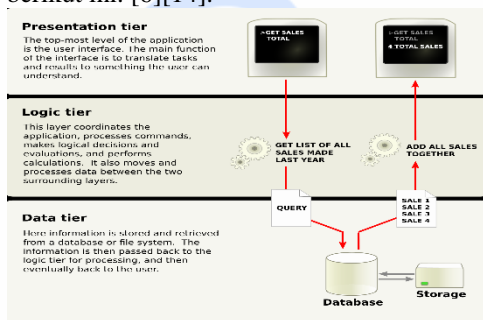 berikut ini. [6][14].
Presentation tier
The top-most level of the application
is the user interface. The main function
of the interface is to translate tasks
and results to something the user can
understand.
>GET SALES
TOTAL
>GET SALES
TOTAL
4 TOTAL SALES
Logic tier
This layer coordinates the
application, processes commands,
makes logical decisions and
evaluations, and performs
calculations. It also moves and
processes data between the two
surrounding layers.
GET LIST OF ALL
SALES MADE
LAST YEAR
ADD ALL SALES
TOGETHER
QUERY
SALE 1
SALE 2
SALE 3
SALE 4
Data tier
Here information is stored and retrieved
from a database or file system. The
information is then passed back to the
logic tier for processing, and then
eventually back to the user.
Database
Storage